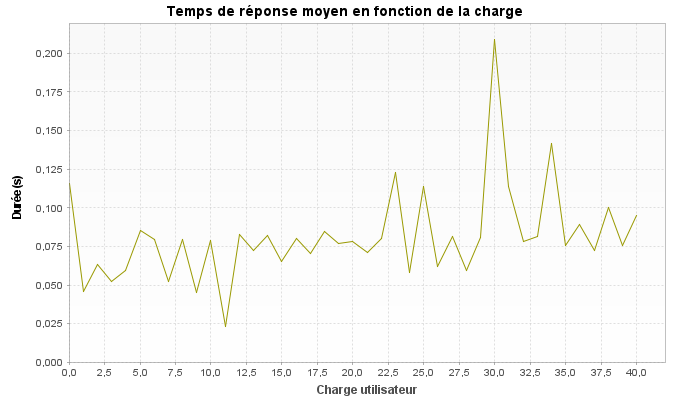 Temps de réponse moyen en fonction de la charge
Durée(s)
0,200
0,175
0,150
0,125
0,100
0,075
0,050
0,025
0,000
0,0 2,5 5,0 7,5 10,0 12,5 15,0 17,5 20,0 22,5 25,0 27,5 30,0 32,5 35,0 37,5 40,0
Charge utilisateur